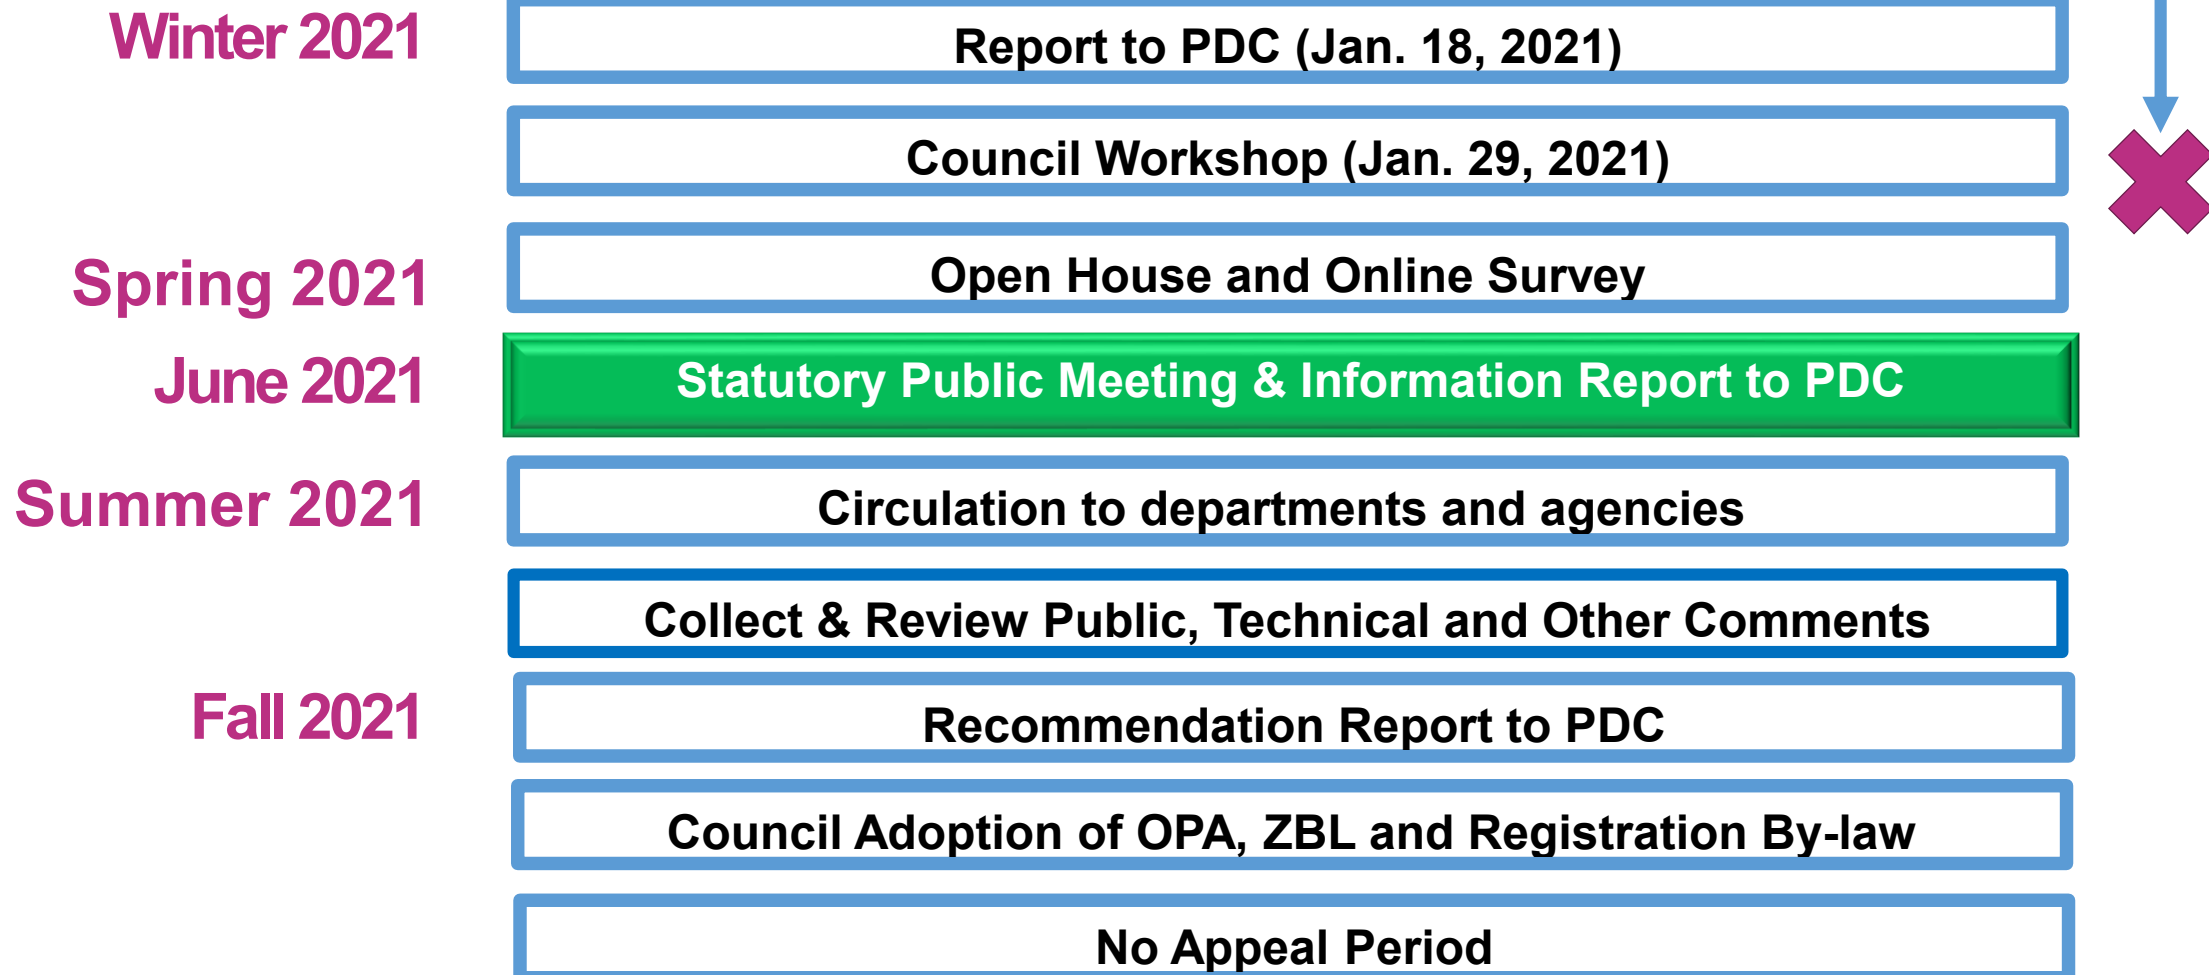 Winter 2021
Report to PDC (Jan. 18, 2021)
Council Workshop (Jan. 29, 2021)
Spring 2021
Open House and Online Survey
June 2021
Statutory Public Meeting & Information Report to PDC
Summer 2021
Circulation to departments and agencies
Collect & Review Public, Technical and Other Comments
Fall 2021
Recommendation Report to PDC
Council Adoption of OPA, ZBL and Registration By-law
No Appeal Period